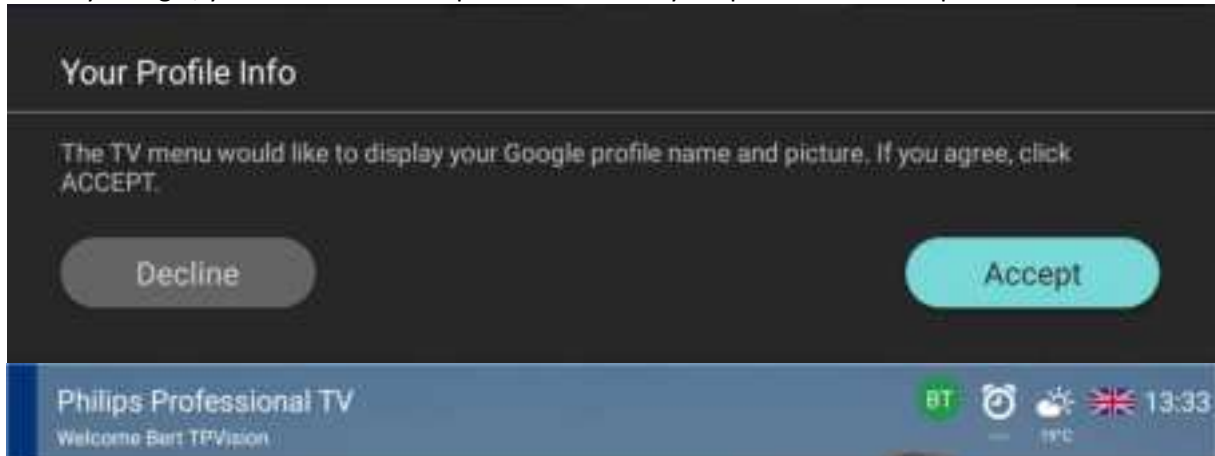 Your Profile Info
The TV menu would like to display your Google profile name and picture. If you agree, click
ACCEPT.
Decline
Accept
Philips Professional TV
BT
13:33
Welcome Bert TPVision
19°C